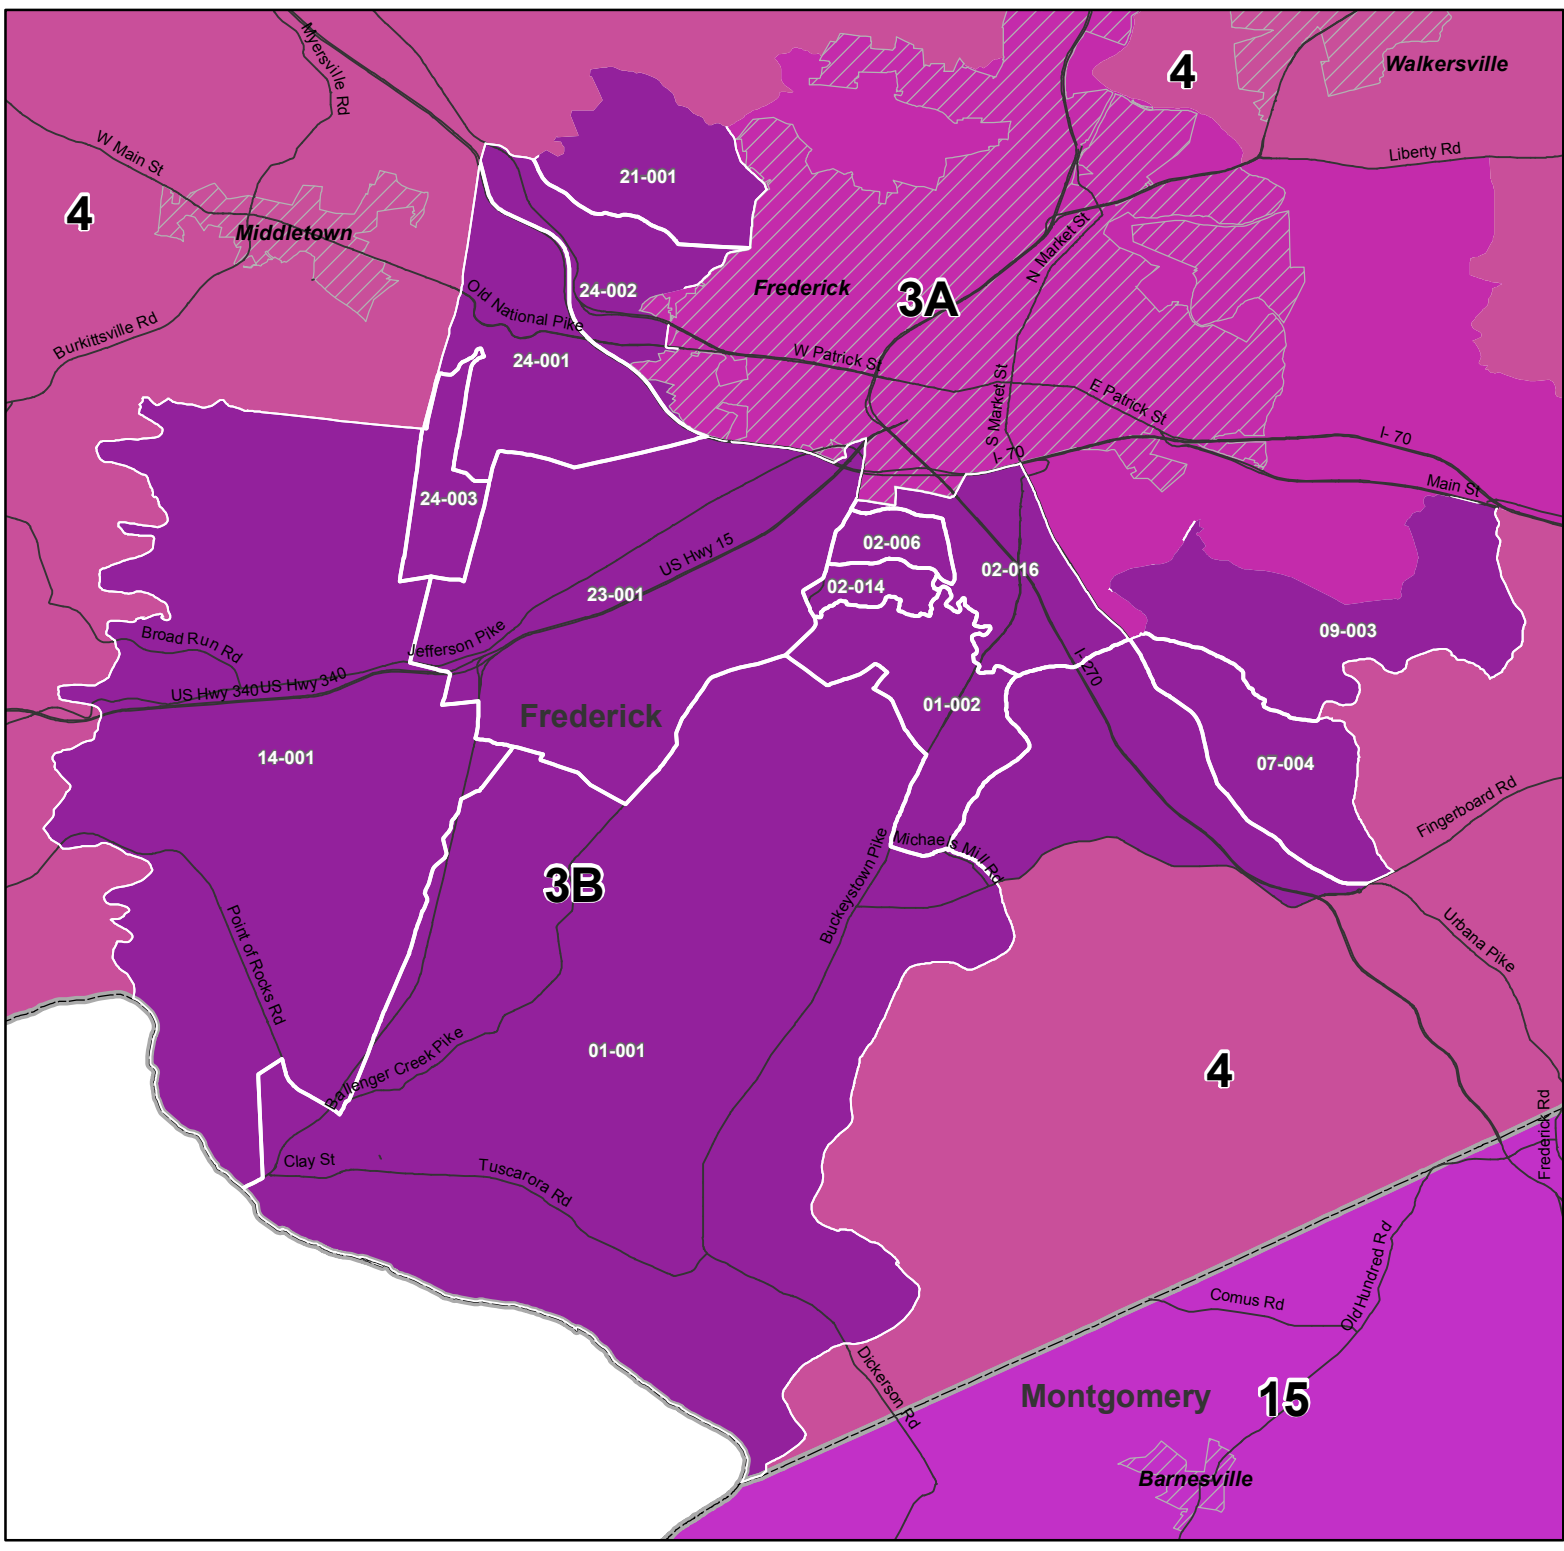 Myersville Rd
4
Walkersville
W Main St
Liberty Rd
21-001
4
Middletown
N Market St
Frederick
3A
24-002
Old National Pike
Burkittsville Rd
24-001
W Patrick St
S Market St
E Patrick St
I- 70
I- 70
Main St
24-003
US Hwy 15
02-006
02-016
02-014
23-001
09-003
Broad Run Rd
Jefferson Pike
I- 270
US Hwy 340
US Hwy 340
01-002
Frederick
14-001
07-004
Fingerboard Rd
Michaels Mill Rd
3B
Buckeystown Pike
Point of Rocks Rd
Urbana Pike
01-001
Ballenger Creek Pike
4
Frederick Rd
Clay St
Tuscarora Rd
Old Hundred Rd
Comus Rd
Dickerson Rd
Montgomery
15
Barnesville